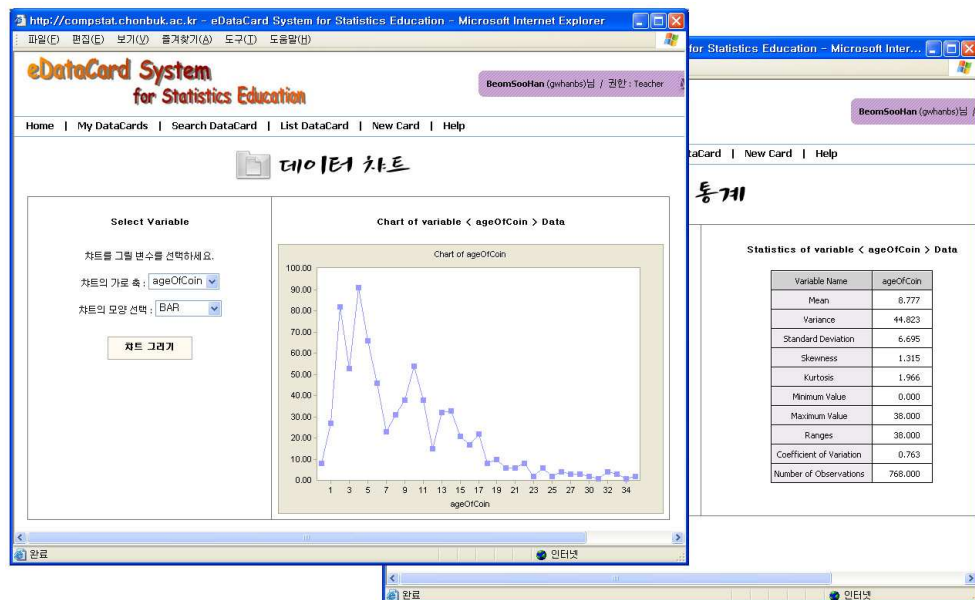 http://compstat.chonbuk.ac.kr - eDataCard System for Statistics Education - Microsoft Internet Explorer
파일(F) 편집(E) 보기(V) 즐겨찾기(A) 도구(T) 도움말(H)
eDataCard System
for Statistics Education
BeomSooHan (gwhanbs)님 / 권한 : Teacher
Home | My DataCards | Search DataCard | List DataCard | New Card | Help
데이터 챠트
Select Variable
챠트를 그릴 변수를 선택하세요.
챠트의 가로 축 : ageOfCoin
챠트의 모양 선택 : BAR
챠트 그리기
Chart of variable < ageOfCoin > Data
Chart of ageOfCoin
100.00
90.00
80.00
70.00
60.00
50.00
40.00
30.00
20.00
10.00
0.00
1 3 5 7 9 11 13 15 17 19 21 23 25 27 30 32 34
ageOfCoin
완료
인터넷
for Statistics Education - Microsoft Inter...
BeomSooHan (gwhanbs)님 /
taCard | New Card | Help
통계
Statistics of variable < ageOfCoin > Data
Variable Name ageOfCoin
Mean 8.777
Variance 44.823
Standard Deviation 6.695
Skewness 1.315
Kurtosis 1.966
Minimum Value 0.000
Maximum Value 38.000
Ranges 38.000
Coefficient of Variation 0.763
Number of Observations 768.000
완료
인터넷